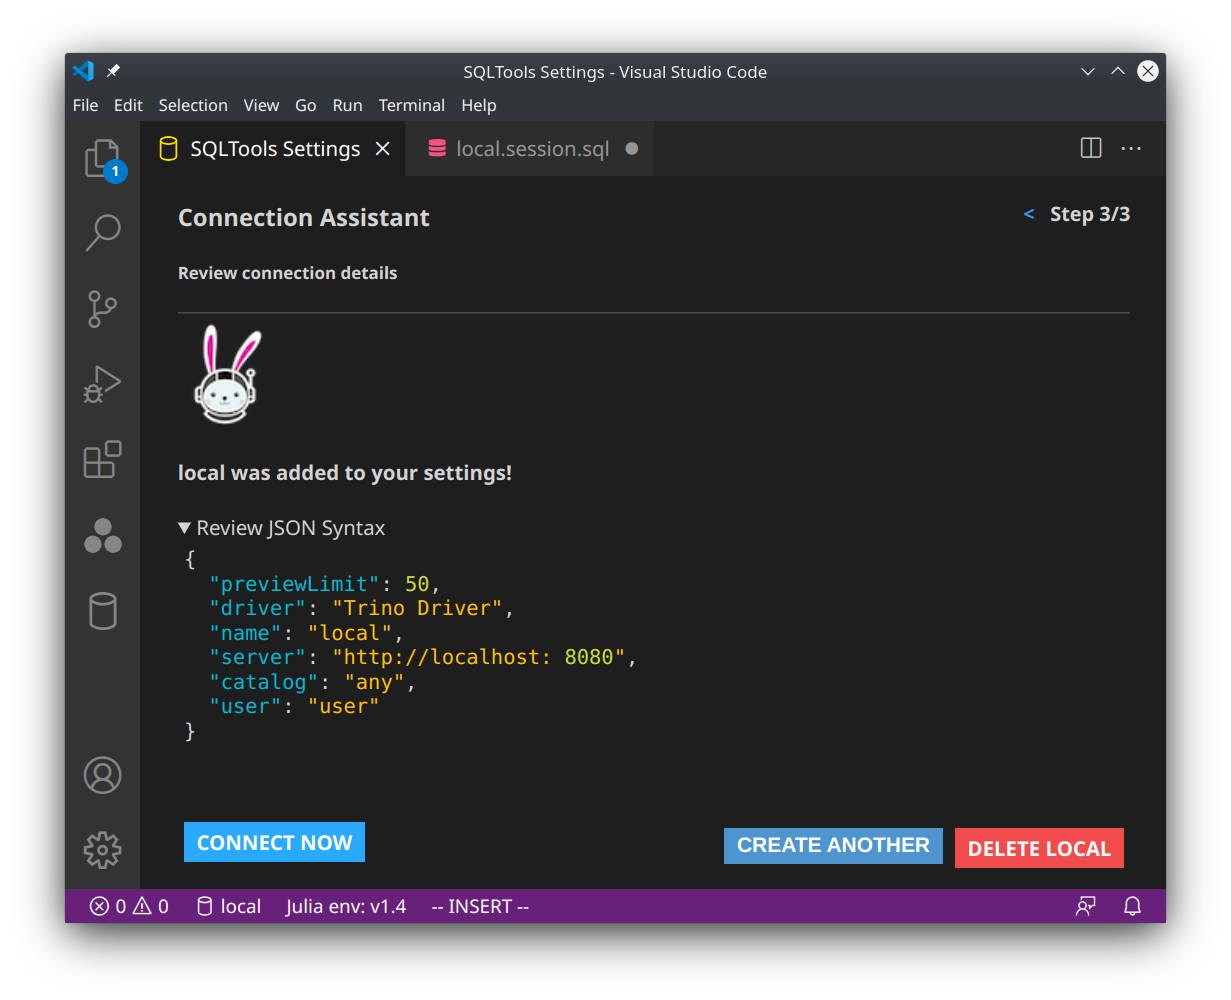 SQLTools Settings - Visual Studio Code
File Edit Selection View Go Run Terminal Help
SQLTools Settings local.session.sql
1
Connection Assistant < Step 3/3
Review connection details
local was added to your settings!
Review JSON Syntax
{
"previewLimit": 50,
"driver": "Trino Driver",
"name": "local",
"server": "http://localhost: 8080",
"catalog": "any",
"user": "user"
}
CONNECT NOW CREATE ANOTHER DELETE LOCAL
0 0 local Julia env: v1.4 -- INSERT --